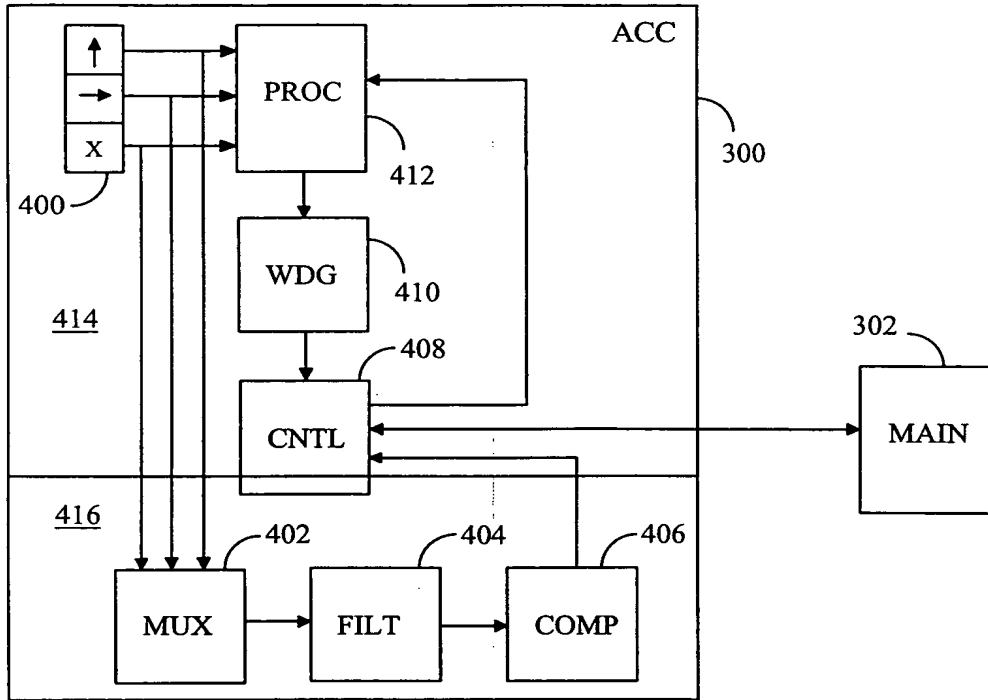 ACC
PROC
X
300
400
412
WDG
410
414
302
408
CNTL
MAIN
416
402
404
406
MUX
FILT
COMP